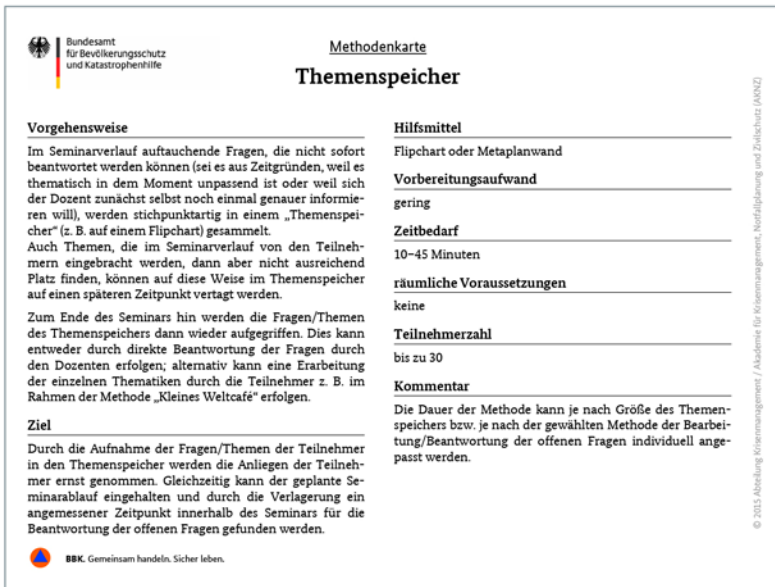 Bundesamt
für Bevölkerungsschutz
und Katastrophenhilfe
Methodenkarte
Themenspeicher
Vorgehensweise
Im Seminarverlauf auftauchende Fragen, die nicht sofort
beantwortet werden können (sei es aus Zeitgründen, weil es
thematisch in dem Moment unpassend ist oder weil sich
der Dozent zunächst selbst noch einmal genauer informie-
ren will), werden stichpunktartig in einem „Themenspei-
cher“ (z. B. auf einem Flipchart) gesammelt.
Auch Themen, die im Seminarverlauf von den Teilneh-
mern eingebracht werden, dann aber nicht ausreichend
Platz finden, können auf diese Weise im Themenspeicher
auf einen späteren Zeitpunkt vertagt werden.
Zum Ende des Seminars hin werden die Fragen/Themen
des Themenspeichers dann wieder aufgegriffen. Dies kann
entweder durch direkte Beantwortung der Fragen durch
den Dozenten erfolgen; alternativ kann eine Erarbeitung
der einzelnen Thematiken durch die Teilnehmer z. B. im
Rahmen der Methode „Kleines Weltcafé“ erfolgen.
Ziel
Durch die Aufnahme der Fragen/Themen der Teilnehmer
in den Themenspeicher werden die Anliegen der Teilneh-
mer ernst genommen. Gleichzeitig kann der geplante Se-
minarablauf eingehalten und durch die Verlagerung ein
angemessener Zeitpunkt innerhalb des Seminars für die
Beantwortung der offenen Fragen gefunden werden.
Hilfsmittel
Flipchart oder Metaplanwand
Vorbereitungsaufwand
gering
Zeitbedarf
10–45 Minuten
räumliche Voraussetzungen
keine
Teilnehmerzahl
bis zu 30
Kommentar
Die Dauer der Methode kann je nach Größe des Themen-
speichers bzw. je nach der gewählten Methode der Bearbei-
tung/Beantwortung der offenen Fragen individuell ange-
passt werden.
© 2015 Abteilung Krisenmanagement / Akademie für Krisenmanagement, Notfallplanung und Zivilschutz (AKNZ)
BBK. Gemeinsam handeln. Sicher leben.